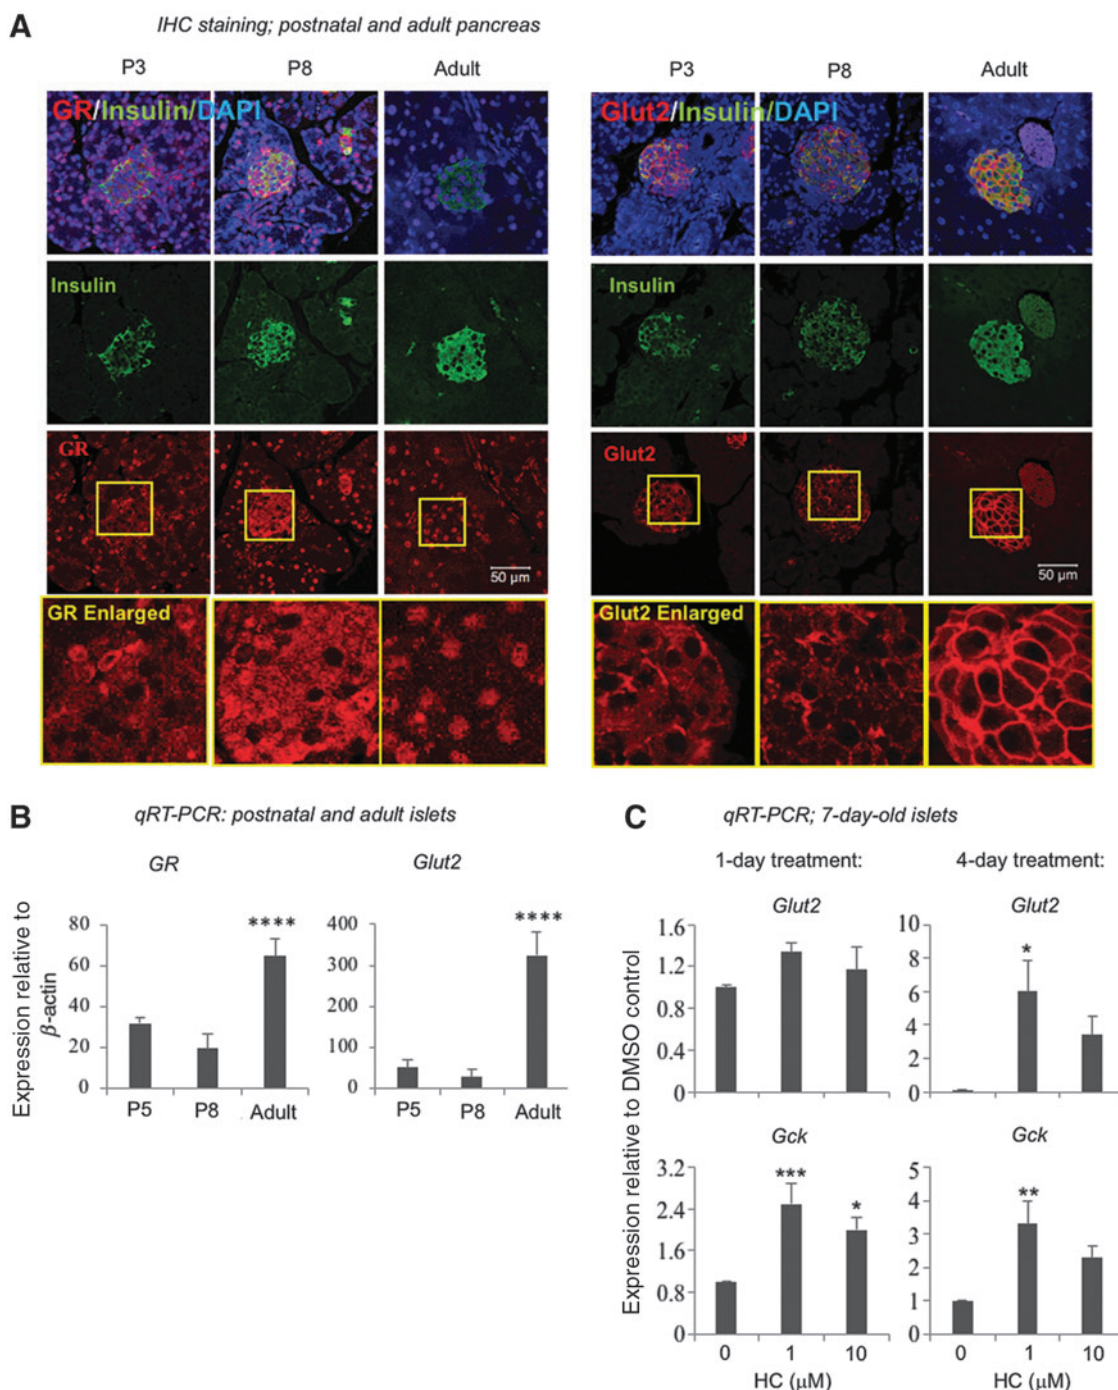 A
IHC staining; postnatal and adult pancreas
P3 P8 Adult P3 P8 Adult
GR/Insulin/DAPI Glut2/Insulin/DAPI
Insulin Insulin
GR Glut2
50 μm 50 μm
GR Enlarged Glut2 Enlarged
B
qRT-PCR: postnatal and adult islets
GR Glut2
Expression relative to
β-actin
80
60
40
20
0
****
P5 P8 Adult
400
300
200
100
0
****
P5 P8 Adult
C
qRT-PCR; 7-day-old islets
1-day treatment: 4-day treatment:
Expression relative to DMSO control
Glut2
1.6
1.2
0.8
0.4
0
Glut2
10
8
6
4
2
0
*
Gck
3.2
2.4
1.6
0.8
0
*** *
0 1 10
HC (μM)
Gck
5
4
3
2
1
0
**
0 1 10
HC (μM)